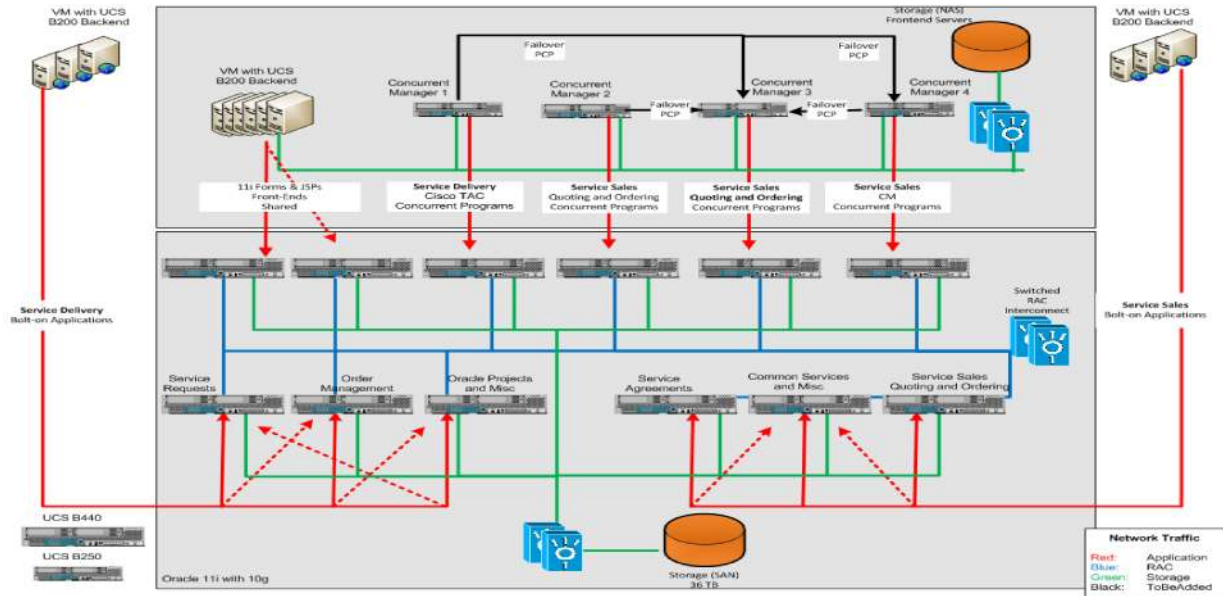 VM with UCS
B200 Backend
Storage (NAS)
Frontend Servers
VM with UCS
B200 Backend
Failover
PCP
Failover
PCP
VM with UCS
B200 Backend
Concurrent
Manager 1
Concurrent
Manager 2
Concurrent
Manager 3
Concurrent
Manager 4
Failover
PCP
Failover
PCP
11i Forms & JSPs
Front-Ends
Shared
Service Delivery
Cisco TAC
Concurrent Programs
Service Sales
Quoting and Ordering
Concurrent Programs
Service Sales
Quoting and Ordering
Concurrent Programs
Service Sales
CM
Concurrent Programs
Service Delivery
Bolt-on Applications
Switched
RAC
Interconnect
Service Sales
Bolt-on Applications
Service
Requests
Order
Management
Oracle Projects
and Misc
Service
Agreements
Common Services
and Misc
Service Sales
Quoting and Ordering
UCS B440
UCS B250
Oracle 11i with 10g
Storage (SAN)
36 TB
Network Traffic
Red: Application
Blue: RAC
Green: Storage
Black: ToBeAdded